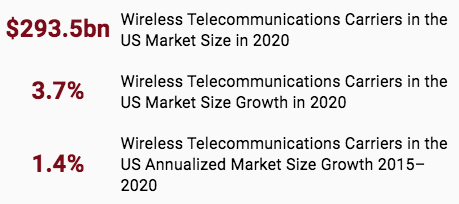 $293.5bn
Wireless Telecommunications Carriers in the
US Market Size in 2020
3.7%
Wireless Telecommunications Carriers in the
US Market Size Growth in 2020
1.4%
Wireless Telecommunications Carriers in the
US Annualized Market Size Growth 2015–
2020